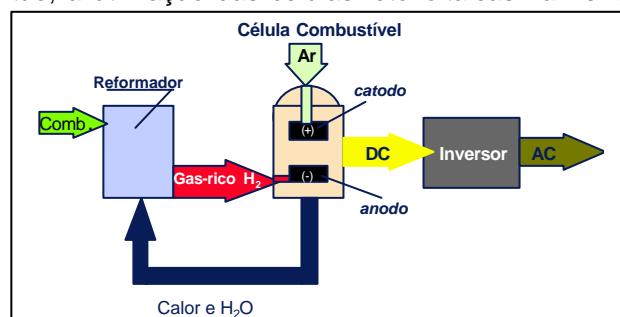 Célula Combustível
Ar
Reformador
catodo
Comb.
(+)
DC
Inversor
AC
Gas-rico H₂
(-)
anodo
Calor e H₂O